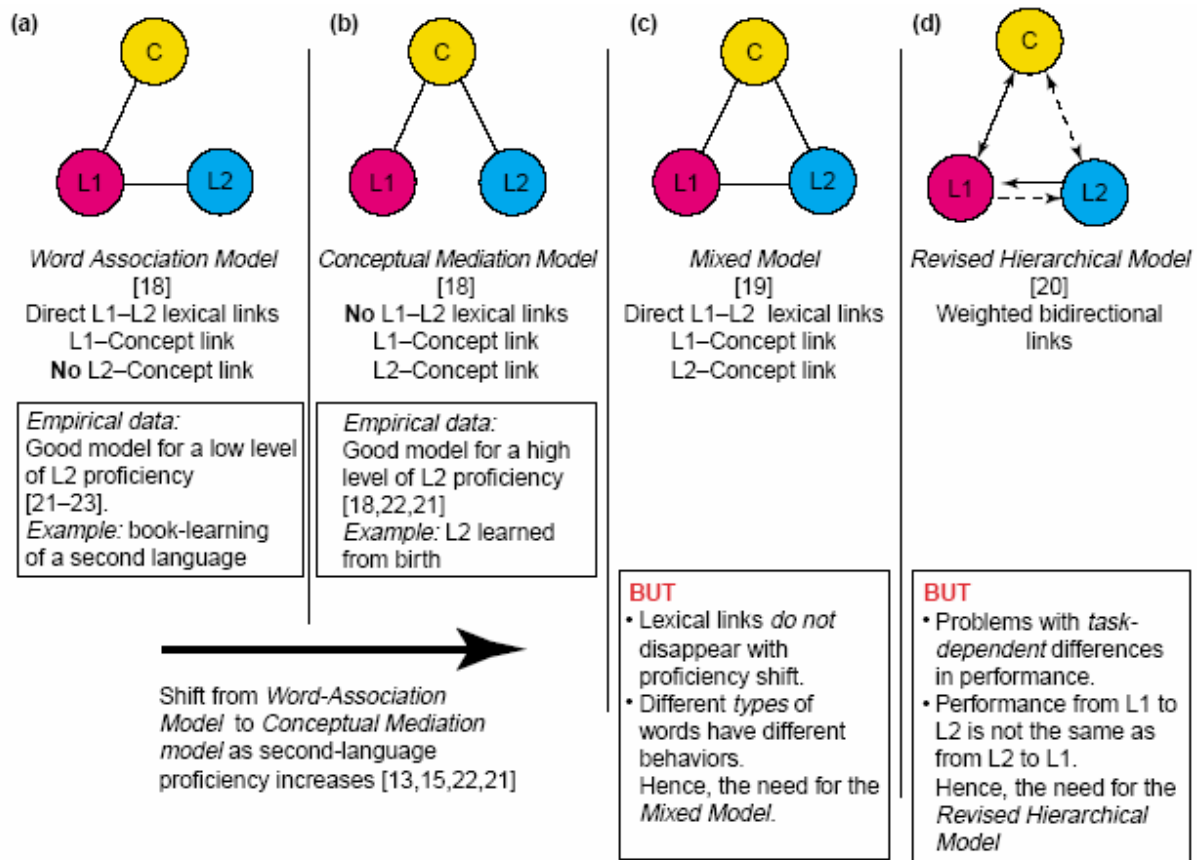 (a)
C
L1
L2
Word Association Model
[18]
Direct L1–L2 lexical links
L1–Concept link
No L2–Concept link
Empirical data:
Good model for a low level
of L2 proficiency
[21–23].
Example: book-learning
of a second language
(b)
C
L1
L2
Conceptual Mediation Model
[18]
No L1–L2 lexical links
L1–Concept link
L2–Concept link
Empirical data:
Good model for a high
level of L2 proficiency
[18,22,21]
Example: L2 learned
from birth
Shift from Word-Association
Model to Conceptual Mediation
model as second-language
proficiency increases [13,15,22,21]
(c)
C
L1
L2
Mixed Model
[19]
Direct L1–L2 lexical links
L1–Concept link
L2–Concept link
BUT
• Lexical links do not
disappear with
proficiency shift.
• Different types of
words have different
behaviors.
Hence, the need for the
Mixed Model.
(d)
C
L1
L2
Revised Hierarchical Model
[20]
Weighted bidirectional
links
BUT
• Problems with task-
dependent differences
in performance.
• Performance from L1 to
L2 is not the same as
from L2 to L1.
Hence, the need for the
Revised Hierarchical
Model